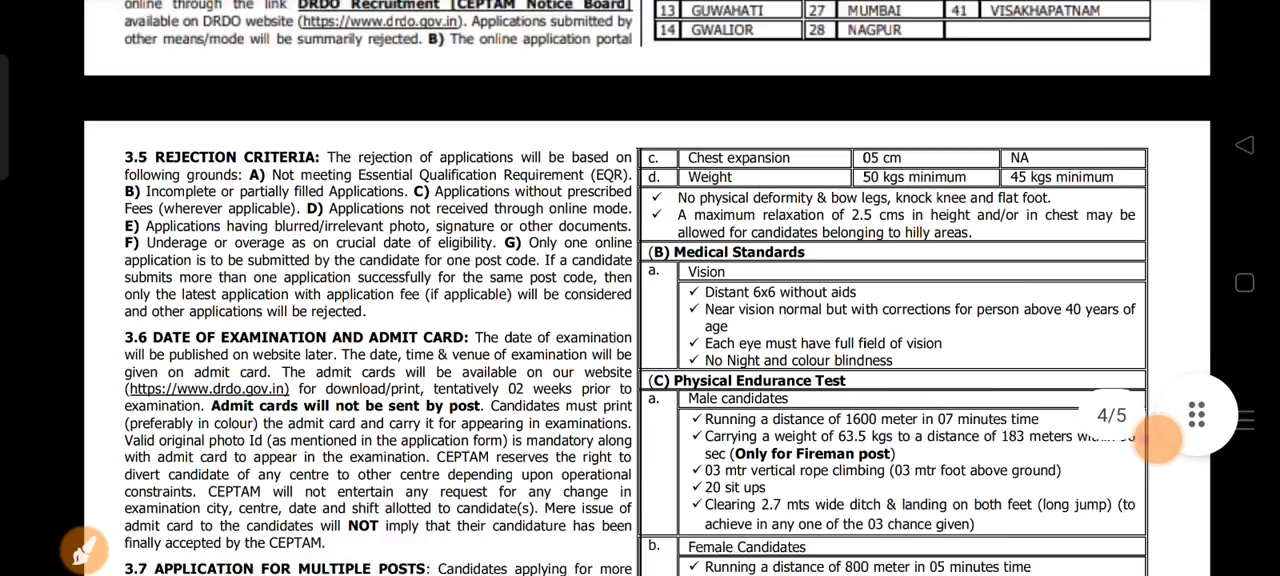 online through the link DRDO Recruitment [CEPTAM Notice Board]
available on DRDO website (https://www.drdo.gov.in). Applications submitted by
other means/mode will be summarily rejected. B) The online application portal
13 GUWAHATI 27 MUMBAI 41 VISAKHAPATNAM
14 GWALIOR 28 NAGPUR
3.5 REJECTION CRITERIA: The rejection of applications will be based on
following grounds: A) Not meeting Essential Qualification Requirement (EQR).
B) Incomplete or partially filled Applications. C) Applications without prescribed
Fees (wherever applicable). D) Applications not received through online mode.
E) Applications having blurred/irrelevant photo, signature or other documents.
F) Underage or overage as on crucial date of eligibility. G) Only one online
application is to be submitted by the candidate for one post code. If a candidate
submits more than one application successfully for the same post code, then
only the latest application with application fee (if applicable) will be considered
and other applications will be rejected.
3.6 DATE OF EXAMINATION AND ADMIT CARD: The date of examination
will be published on website later. The date, time & venue of examination will be
given on admit card. The admit cards will be available on our website
(https://www.drdo.gov.in) for download/print, tentatively 02 weeks prior to
examination. Admit cards will not be sent by post. Candidates must print
(preferably in colour) the admit card and carry it for appearing in examinations.
Valid original photo Id (as mentioned in the application form) is mandatory along
with admit card to appear in the examination. CEPTAM reserves the right to
divert candidate of any centre to other centre depending upon operational
constraints. CEPTAM will not entertain any request for any change in
examination city, centre, date and shift allotted to candidate(s). Mere issue of
admit card to the candidates will NOT imply that their candidature has been
finally accepted by the CEPTAM.
3.7 APPLICATION FOR MULTIPLE POSTS: Candidates applying for more
c. Chest expansion 05 cm NA
d. Weight 50 kgs minimum 45 kgs minimum
✓ No physical deformity & bow legs, knock knee and flat foot.
✓ A maximum relaxation of 2.5 cms in height and/or in chest may be
allowed for candidates belonging to hilly areas.
(B) Medical Standards
a. Vision
✓ Distant 6x6 without aids
✓ Near vision normal but with corrections for person above 40 years of
age
✓ Each eye must have full field of vision
✓ No Night and colour blindness
(C) Physical Endurance Test
a. Male candidates
✓ Running a distance of 1600 meter in 07 minutes time
✓ Carrying a weight of 63.5 kgs to a distance of 183 meters
sec (Only for Fireman post)
✓ 03 mtr vertical rope climbing (03 mtr foot above ground)
✓ 20 sit ups
✓ Clearing 2.7 mts wide ditch & landing on both feet (long jump) (to
achieve in any one of the 03 chance given)
b. Female Candidates
✓ Running a distance of 800 meter in 05 minutes time
4/5